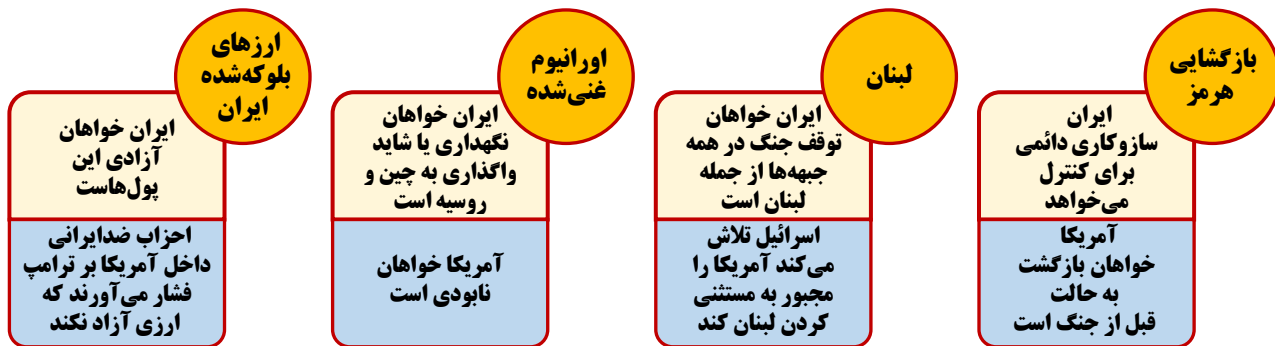 بازگشایی
هرمز
ایران
سازوکاری دائمی
برای کنترل
می‌خواهد
آمریکا
خواهان بازگشت
به حالت
قبل از جنگ است
لبنان
ایران خواهان
توقف جنگ در همه
جبهه‌ها از جمله
لبنان است
اسرائیل تلاش
می‌کند آمریکا را
مجبور به مستثنی
کردن لبنان کند
اورانیوم
غنی‌شده
ایران خواهان
نگهداری یا شاید
واگذاری به چین و
روسیه است
آمریکا خواهان
نابودی است
ارزهای
بلوکه‌شده
ایران
ایران خواهان
آزادی این
پول‌هاست
احزاب ضدایرانی
داخل آمریکا بر ترامپ
فشار می‌آورند که
ارزی آزاد نکند